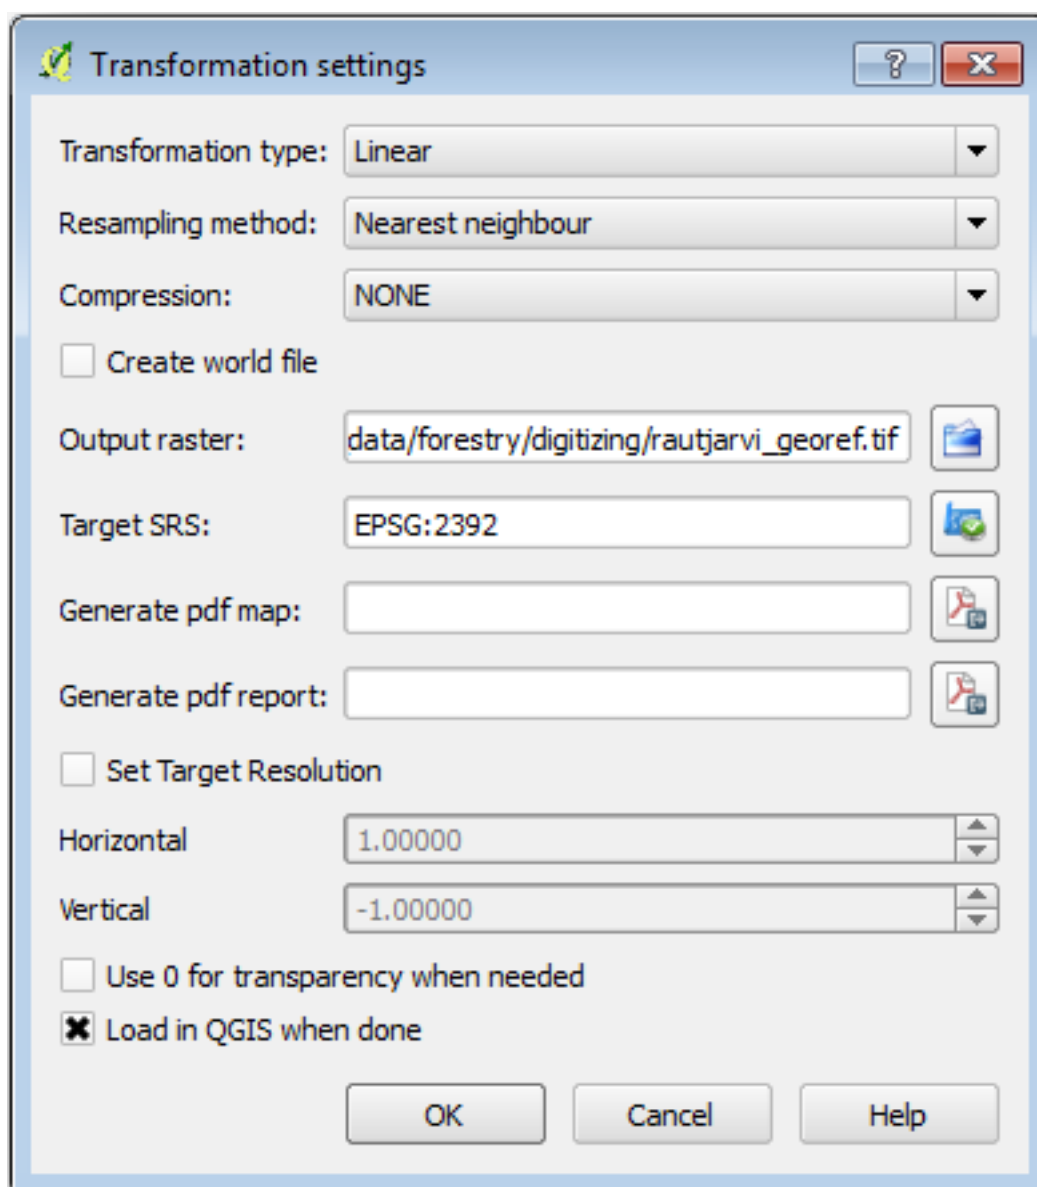 Transformation settings
Transformation type: Linear
Resampling method: Nearest neighbour
Compression: NONE
Create world file
Output raster: data/forestry/digitizing/rautjarvi_georef.tif
Target SRS: EPSG:2392
Generate pdf map:
Generate pdf report:
Set Target Resolution
Horizontal 1.00000
Vertical -1.00000
Use 0 for transparency when needed
Load in QGIS when done
OK Cancel Help